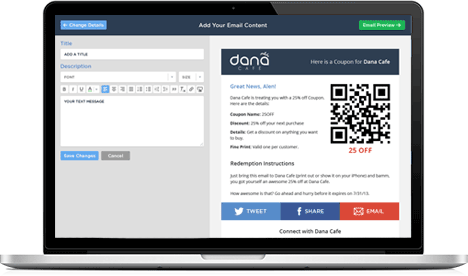 ← Change Details
Add Your Email Content
Email Preview →
Title
ADD A TITLE
Description
FONT
SIZE
B I U A
YOUR TEXT MESSAGE
Save Changes
Cancel
dana
CAFE
Here is a Coupon for Dana Cafe
Great News, Alen!
Dana Cafe is treating you with a 25% off Coupon.
Here are the details:
Coupon Name: 25OFF
Discount: 25% off your next purchase
Details: Get a discount on anything you
want to buy.
Fine Print: Valid one per customer.
25 OFF
Redemption Instructions
Just bring this email to Dana Cafe (print out or show it on your iPhone) and bamm,
you got yourself an awesome 25% off at Dana Cafe.
How awesome is that? Go ahead and hurry before it expires on 7/31/13.
TWEET
SHARE
EMAIL
Connect with Dana Cafe